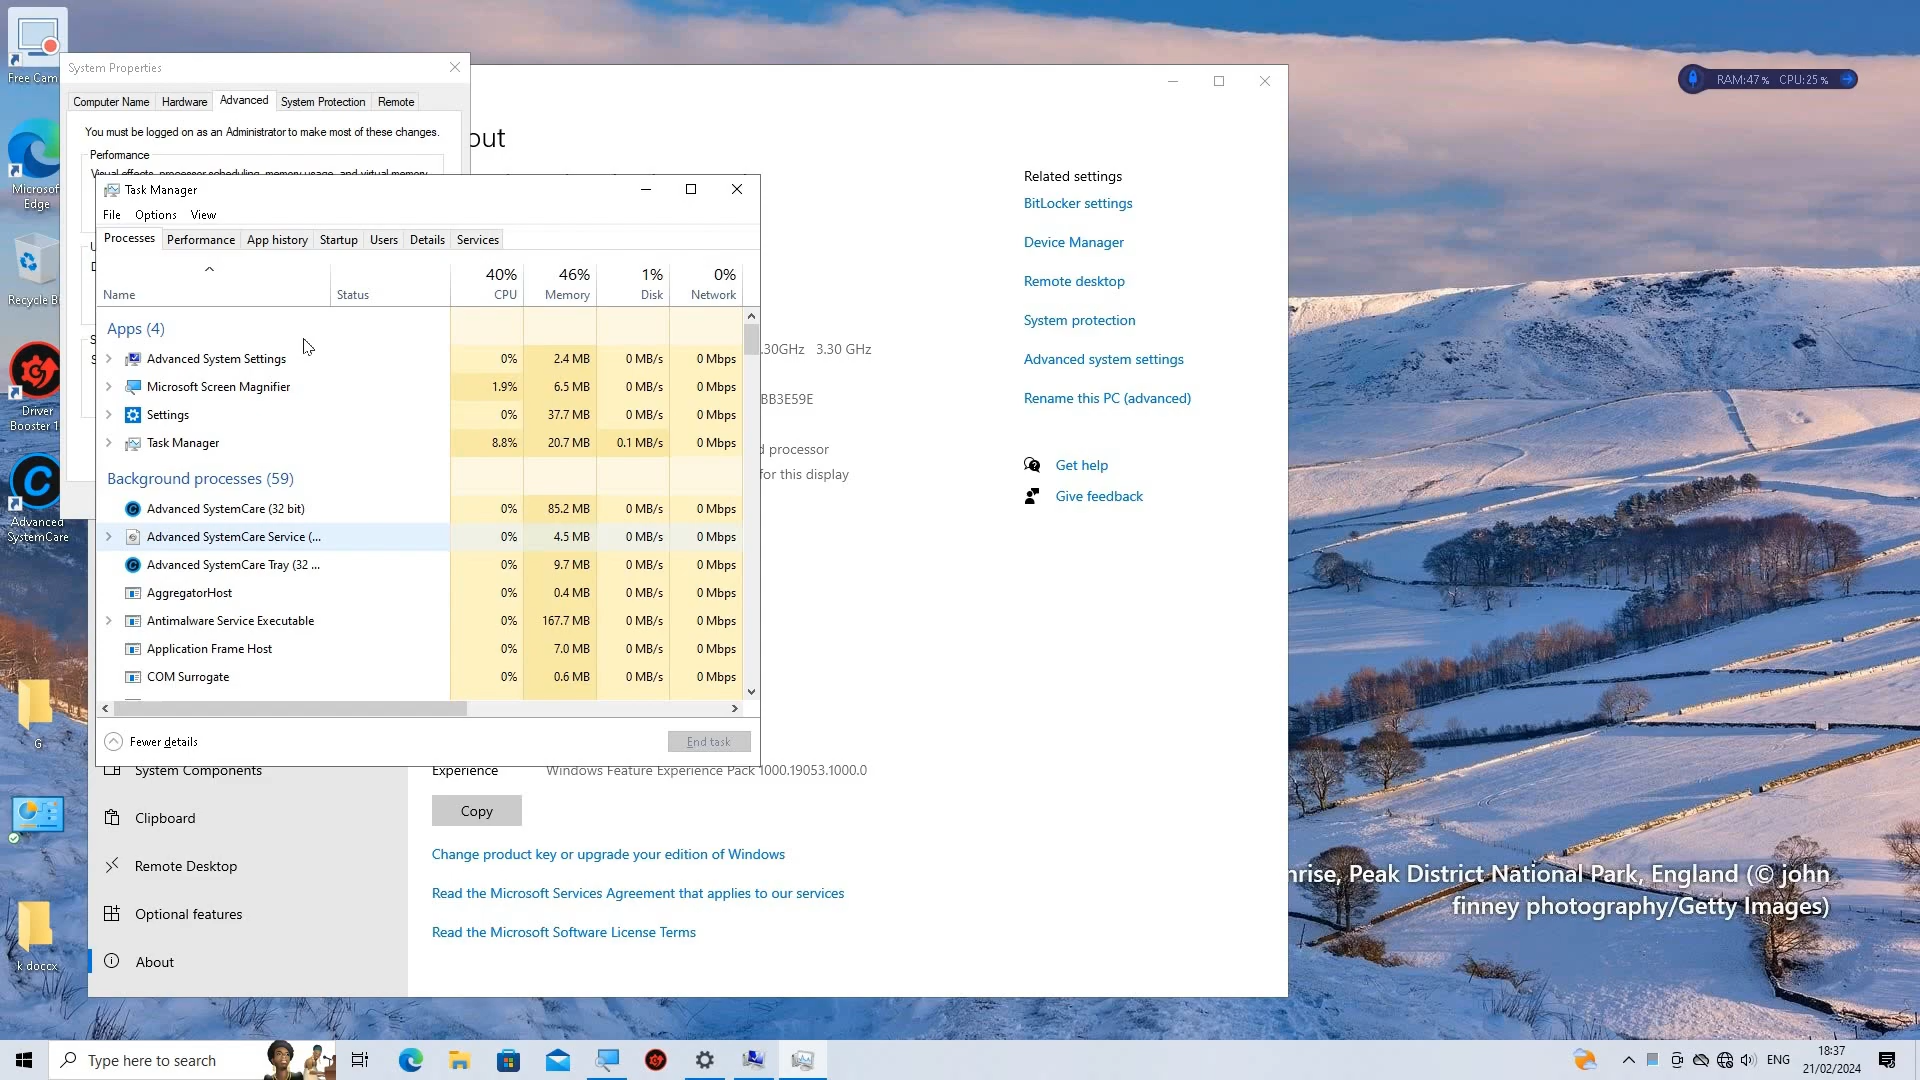 Free Cam
Microsof
Edge
Recycle B
Driver
Booster 1
Advanced
SystemCare
G
k doccx
System Properties
Computer Name
Hardware
Advanced
System Protection
Remote
You must be logged on as an Administrator to make most of these changes.
Performance
Visual effects, processor scheduling, memory usage, and virtual memory
out
RAM:47% CPU:25%
Task Manager
File Options View
Processes Performance App history Startup Users Details Services
40% 46% 1% 0%
Name Status CPU Memory Disk Network
Apps (4)
Advanced System Settings 0% 2.4 MB 0 MB/s 0 Mbps
Microsoft Screen Magnifier 1.9% 6.5 MB 0 MB/s 0 Mbps
Settings 0% 37.7 MB 0 MB/s 0 Mbps
Task Manager 8.8% 20.7 MB 0.1 MB/s 0 Mbps
Background processes (59)
Advanced SystemCare (32 bit) 0% 85.2 MB 0 MB/s 0 Mbps
Advanced SystemCare Service (... 0% 4.5 MB 0 MB/s 0 Mbps
Advanced SystemCare Tray (32 ... 0% 9.7 MB 0 MB/s 0 Mbps
AggregatorHost 0% 0.4 MB 0 MB/s 0 Mbps
Antimalware Service Executable 0% 167.7 MB 0 MB/s 0 Mbps
Application Frame Host 0% 7.0 MB 0 MB/s 0 Mbps
COM Surrogate 0% 0.6 MB 0 MB/s 0 Mbps
Fewer details
End task
.30GHz 3.30 GHz
BB3E59E
d processor
for this display
Related settings
BitLocker settings
Device Manager
Remote desktop
System protection
Advanced system settings
Rename this PC (advanced)
Get help
Give feedback
System Components
Clipboard
Remote Desktop
Optional features
About
Experience Windows Feature Experience Pack 1000.19053.1000.0
Copy
Change product key or upgrade your edition of Windows
Read the Microsoft Services Agreement that applies to our services
Read the Microsoft Software License Terms
nrise, Peak District National Park, England (© john
finney photography/Getty Images)
Type here to search
ENG
18:37
21/02/2024